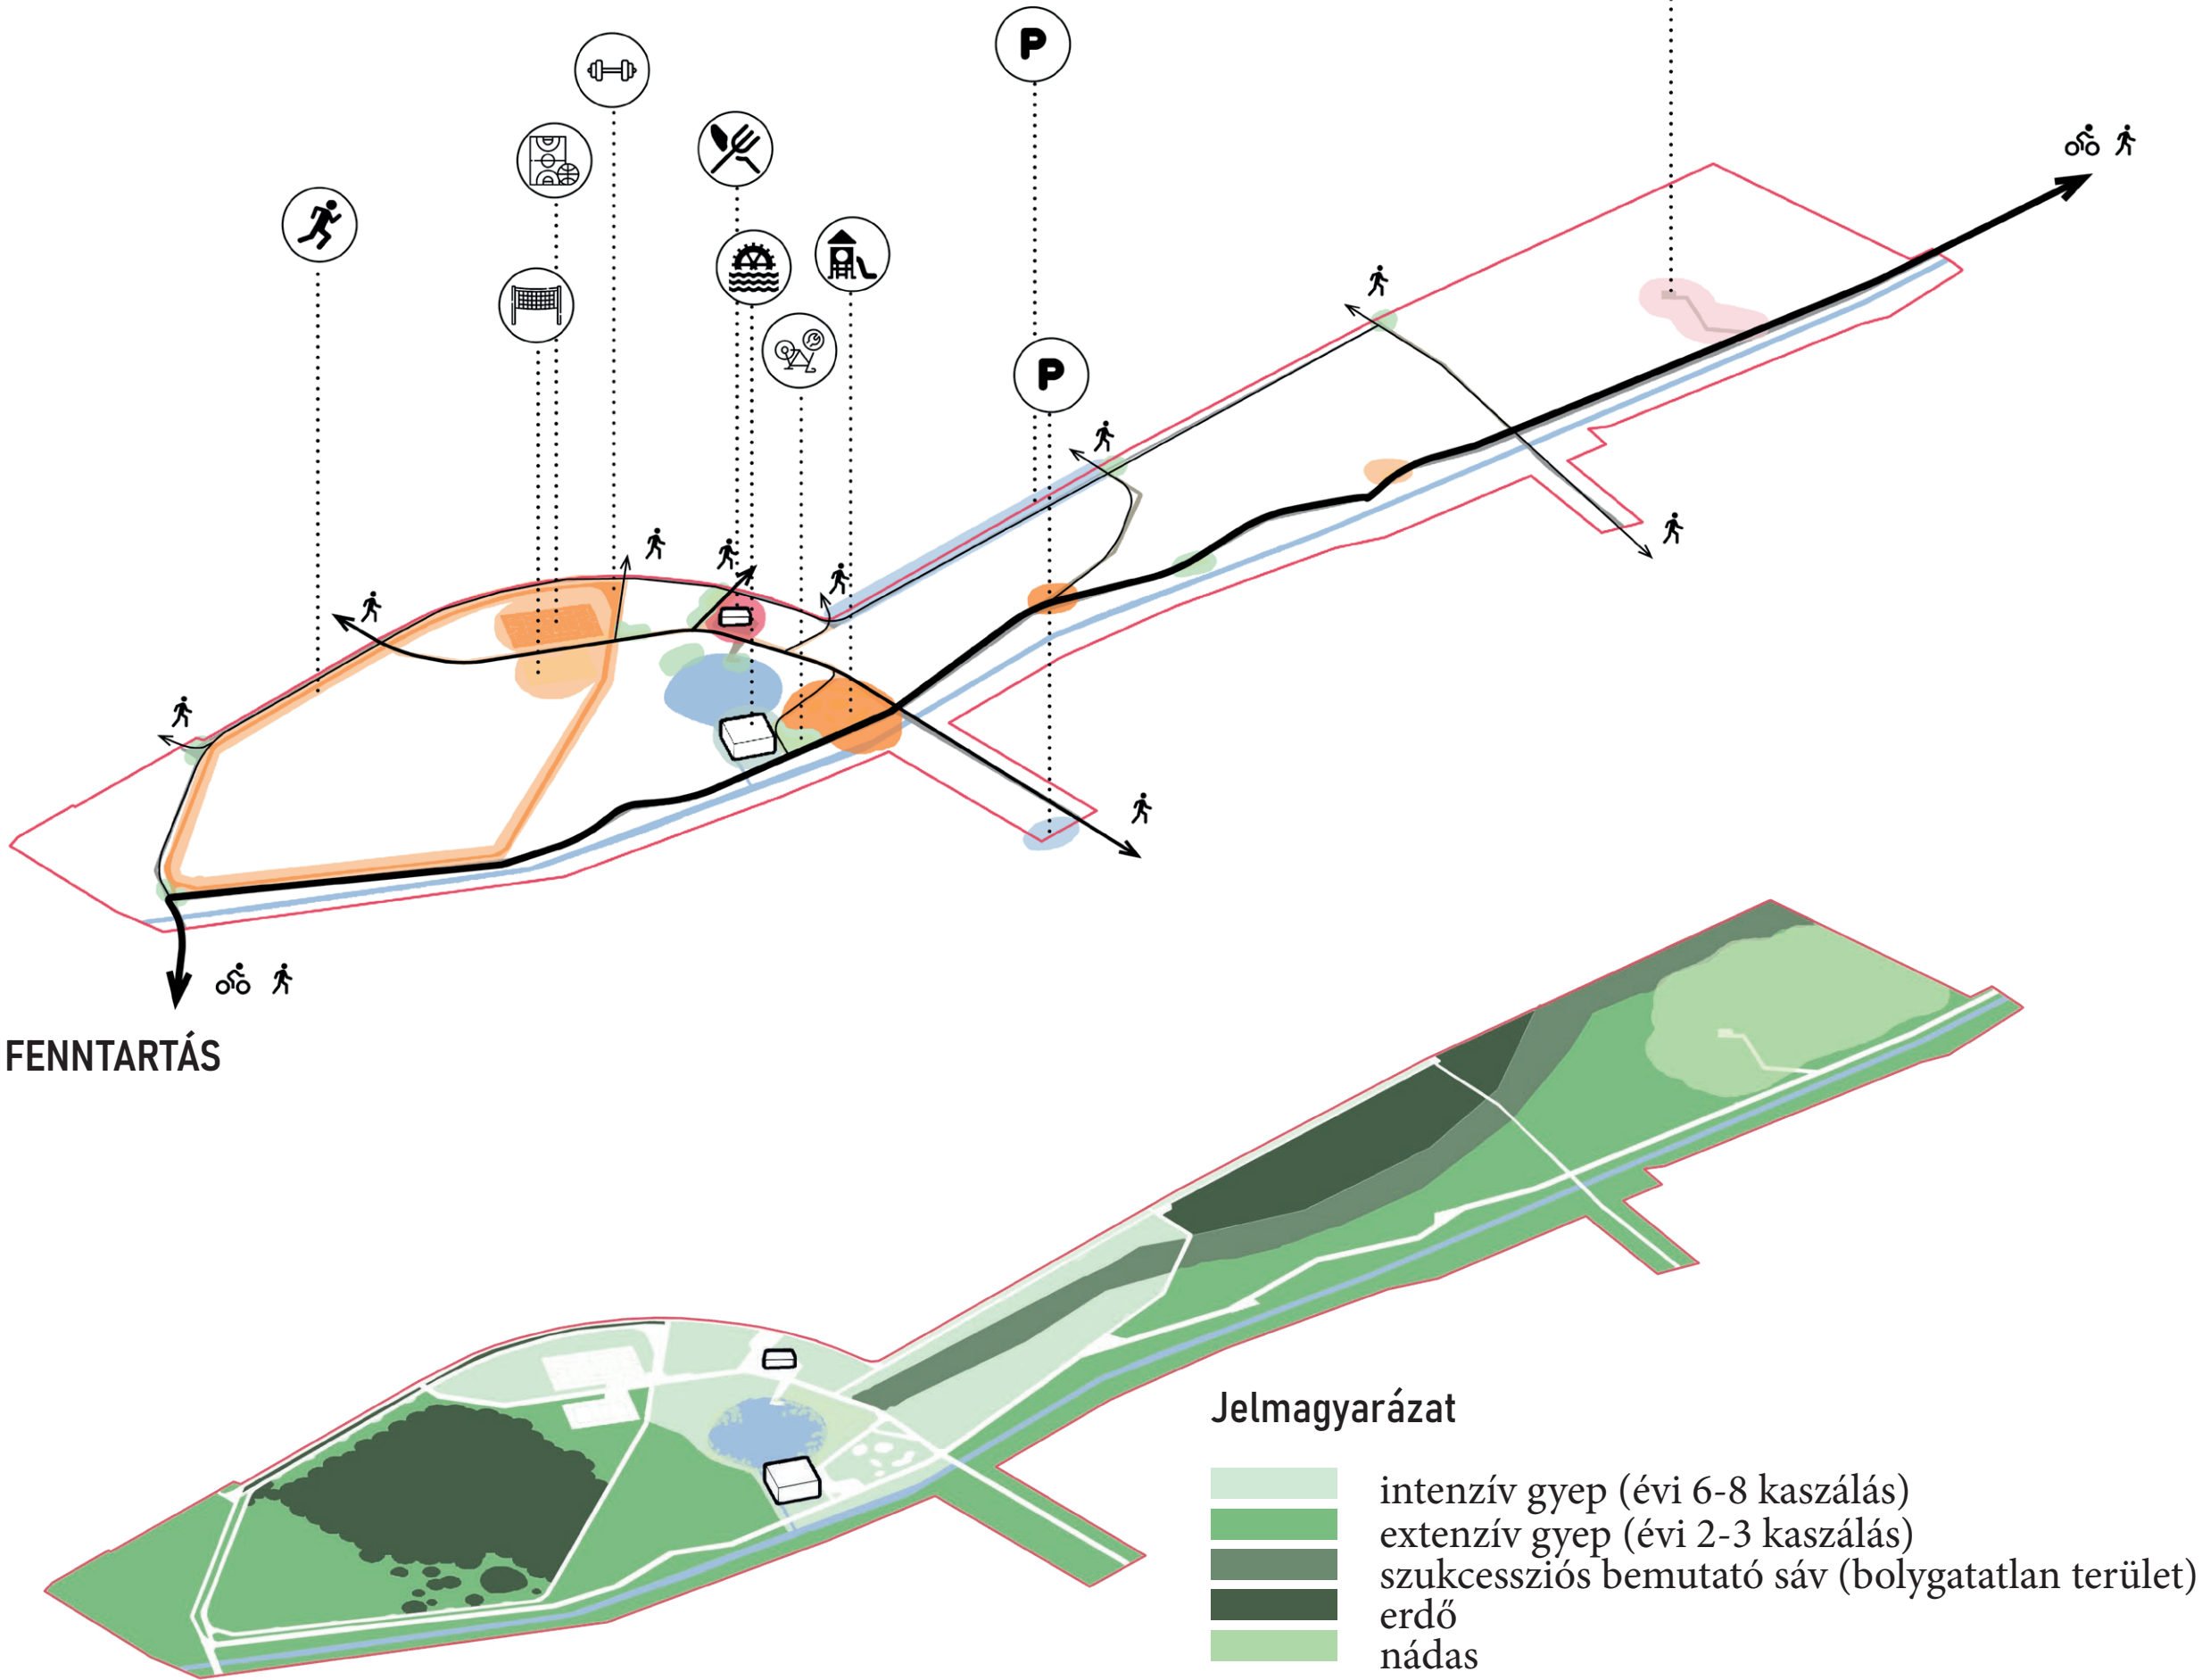 P
P
FENNTARTÁS
Jelmagyarázat
intenzív gyep (évi 6-8 kaszálás)
extenzív gyep (évi 2-3 kaszálás)
szukcessziós bemutató sáv (bolygatatlan terület)
erdő
nádas